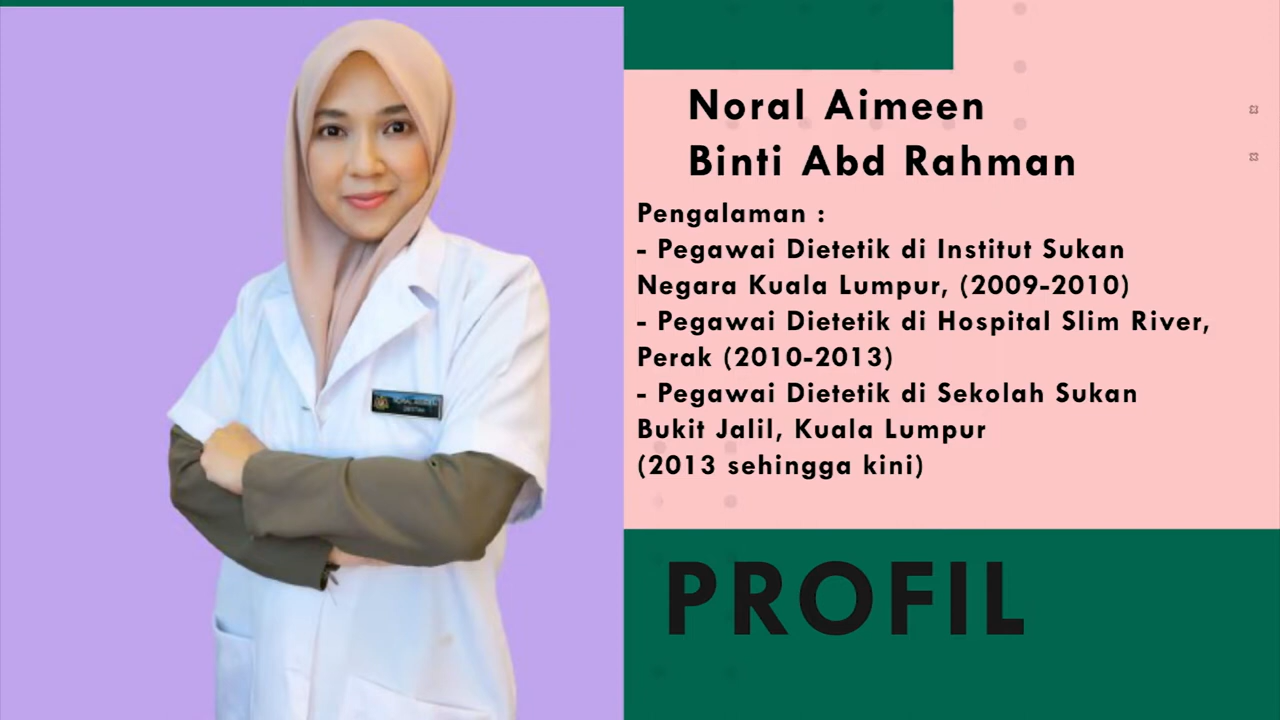 Noral Aimeen
Binti Abd Rahman
Pengalaman :
- Pegawai Dietetik di Institut Sukan
Negara Kuala Lumpur, (2009-2010)
- Pegawai Dietetik di Hospital Slim River,
Perak (2010-2013)
- Pegawai Dietetik di Sekolah Sukan
Bukit Jalil, Kuala Lumpur
(2013 sehingga kini)
PROFIL